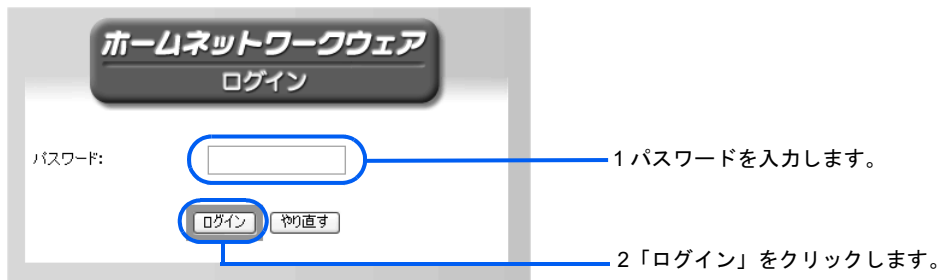 ホームネットワークウェア
ログイン
パスワード:
1 パスワードを入力します。
ログイン やり直す
2「ログイン」をクリックします。